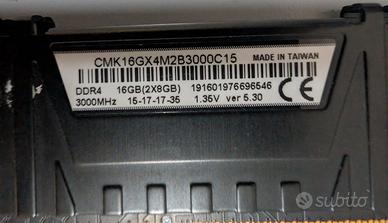 CMK16GX4M2B3000C15
MADE IN TAIWAN
DDR4 16GB(2X8GB) 191601976696546
3000MHz 15-17-17-35 1.35V ver 5.30
CE
subito